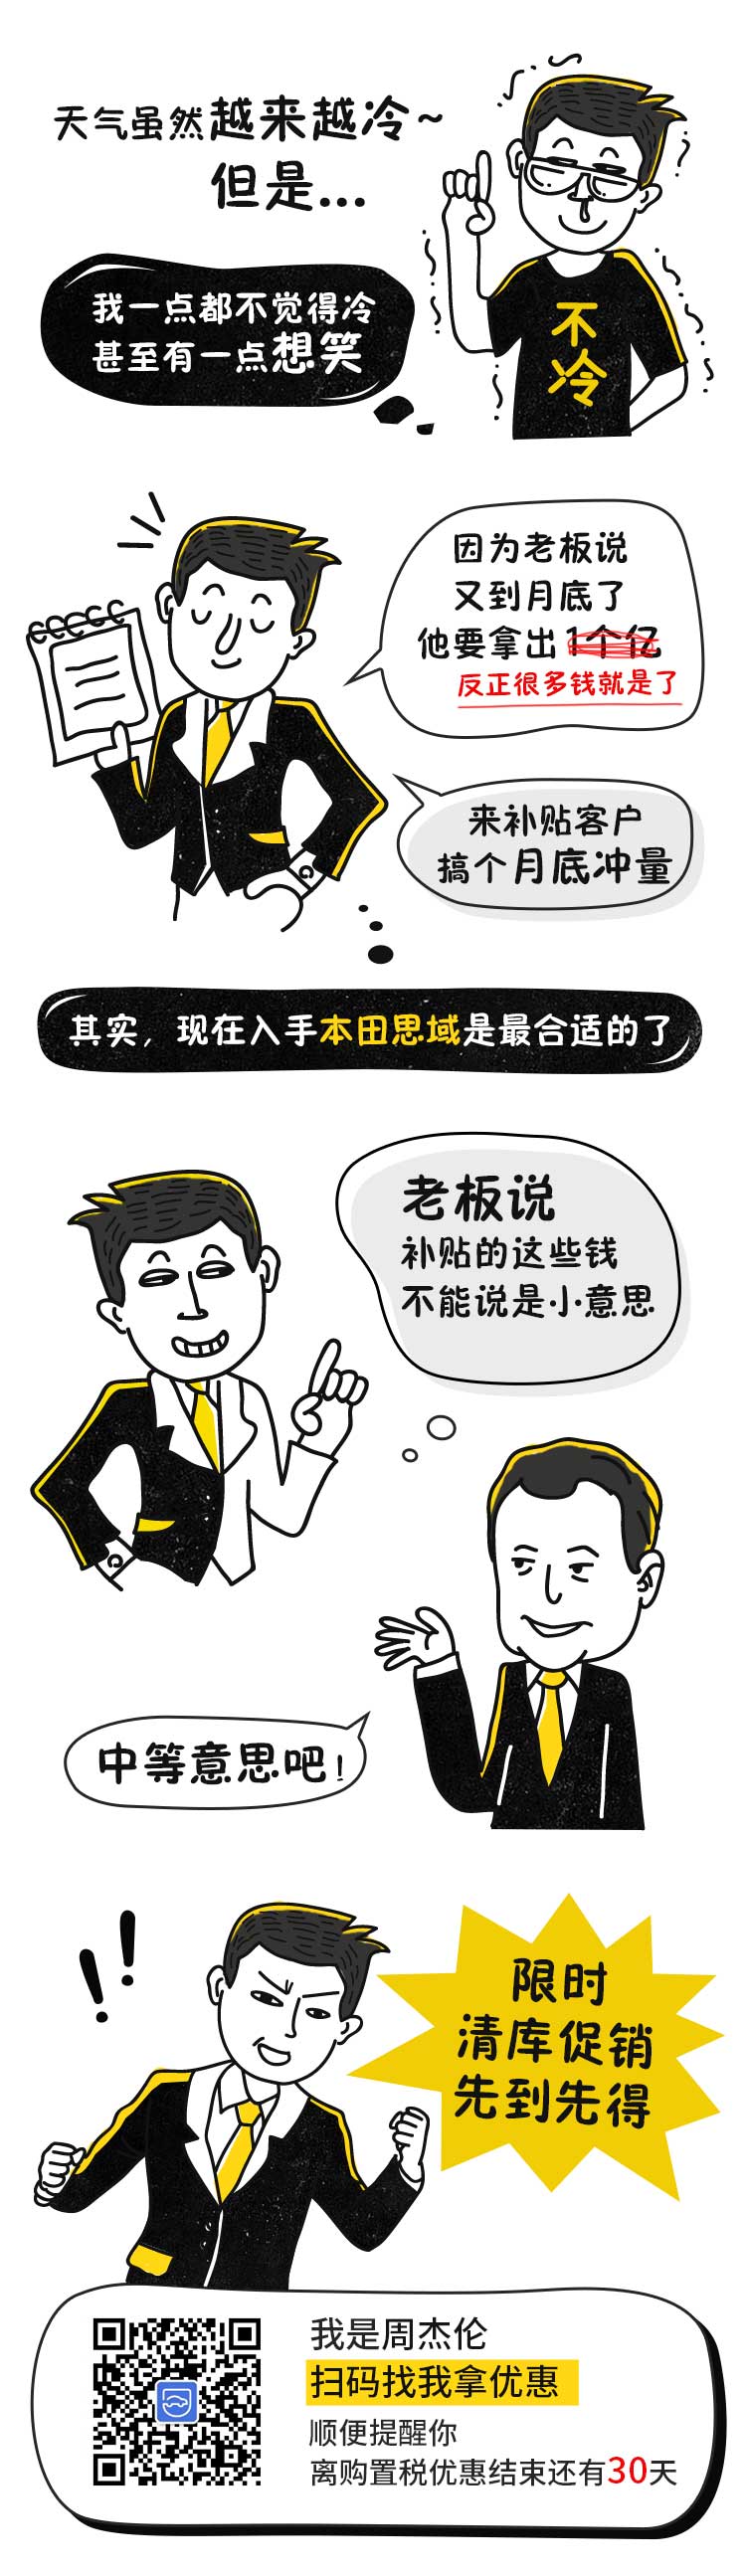 天气虽然越来越冷~
但是...
我一点都不觉得冷
甚至有一点想笑
不冷
因为老板说
又到月底了
他要拿出1个亿
反正很多钱就是了
来补贴客户
搞个月底冲量
其实，现在入手本田思域是最合适的了
老板说
补贴的这些钱
不能说是小意思
中等意思吧！
限时
清库促销
先到先得
我是周杰伦
扫码找我拿优惠
顺便提醒你
离购置税优惠结束还有30天